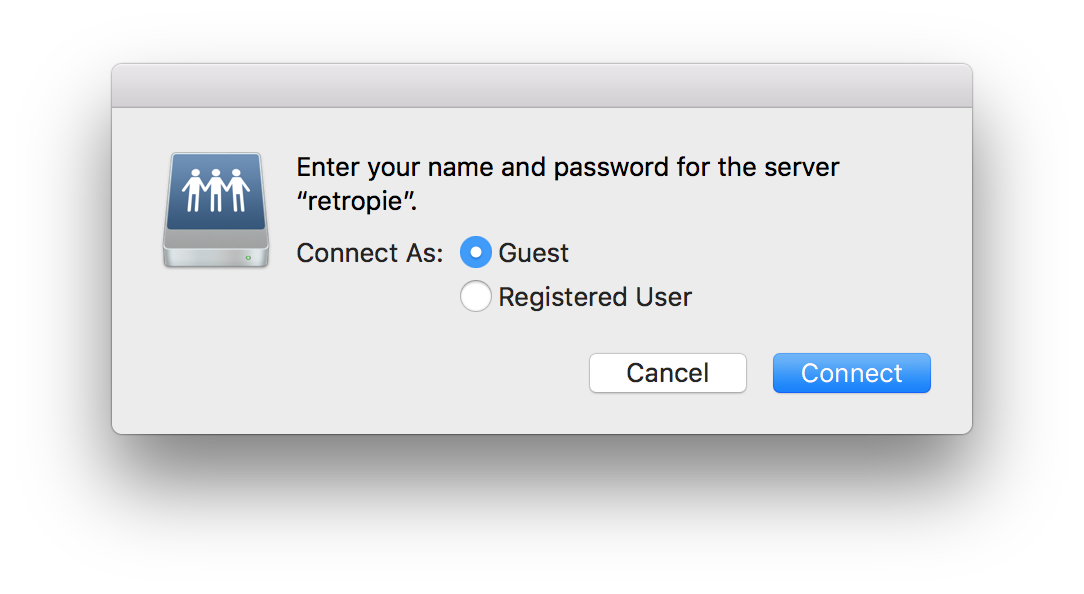 Enter your name and password for the server
“retropie”.
Connect As: Guest
Registered User
Cancel Connect